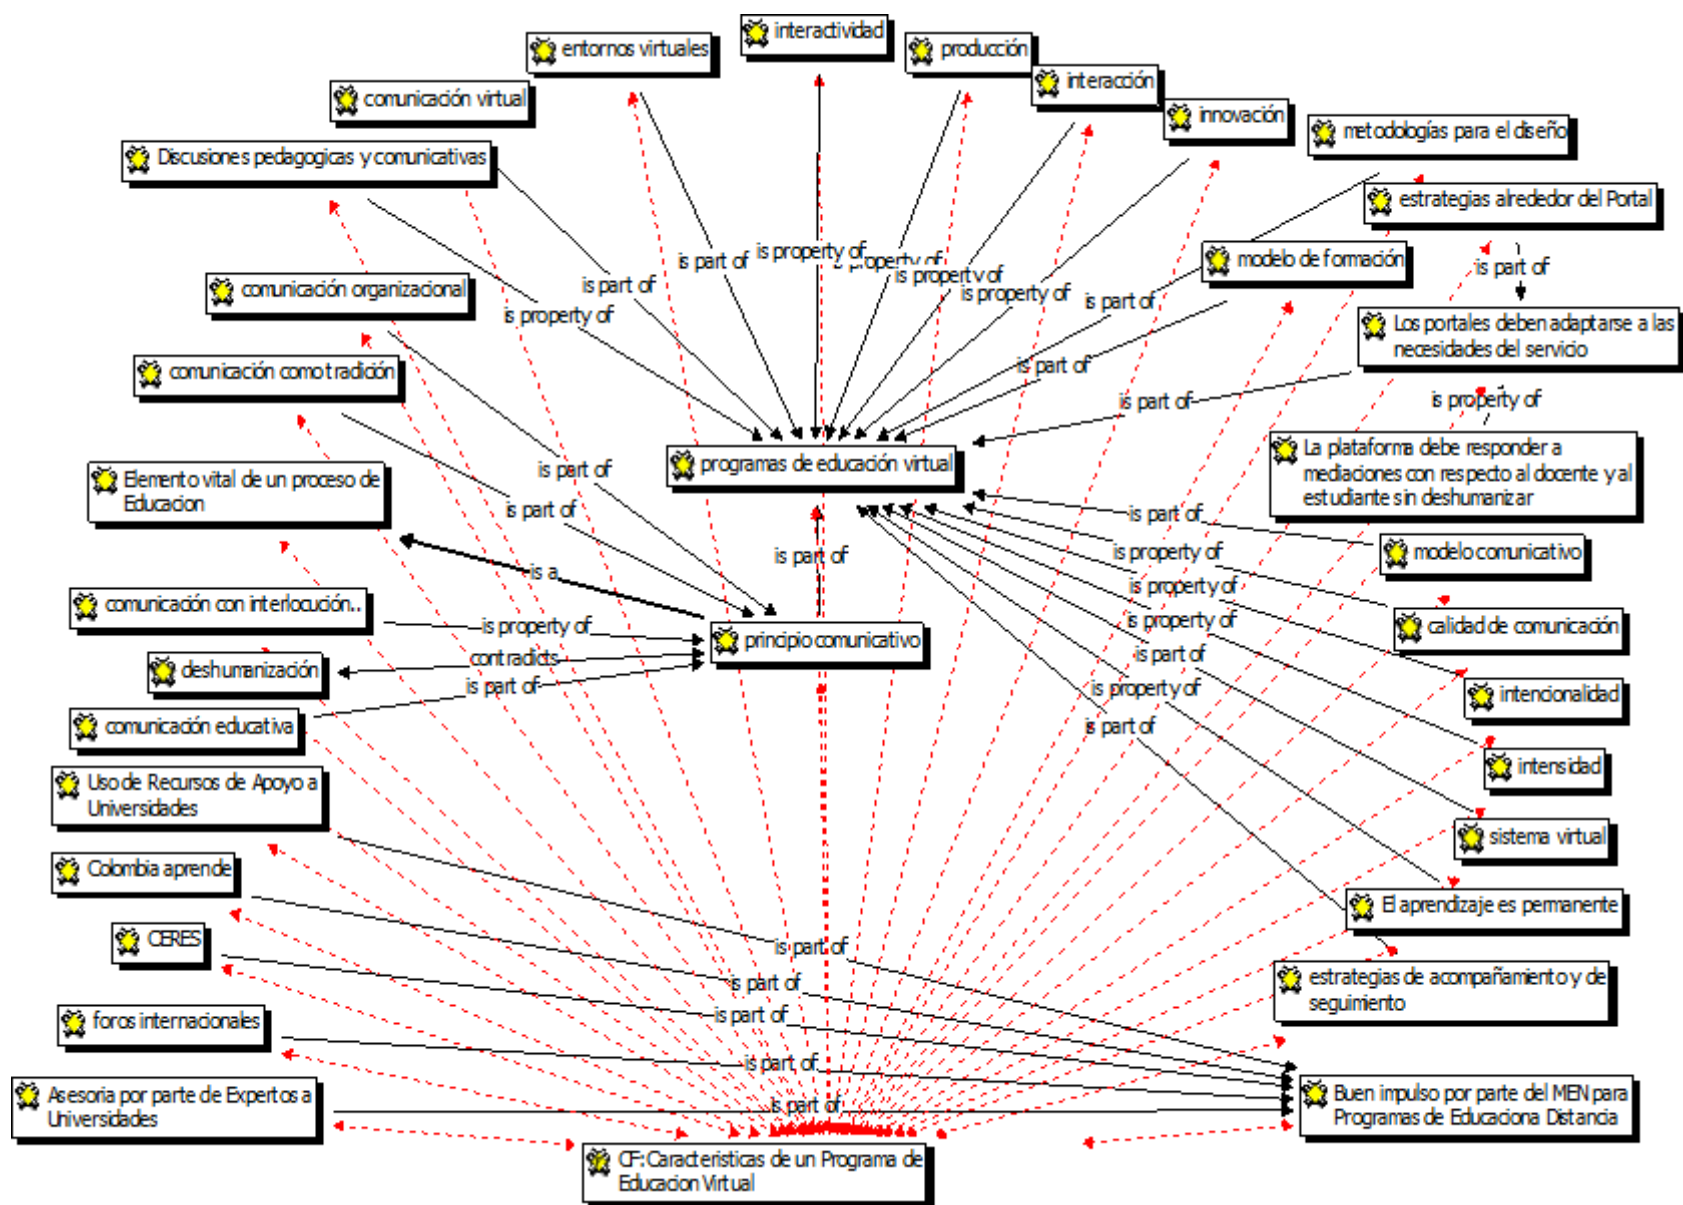 interactividad
entornos virtuales
producción
interacción
comunicación virtual
innovación
metodologías para el diseño
Discusiones pedagogicas y comunicativas
estrategias alrededor del Portal
is property of
is property of
is part of
is property of
is property of
modelo de formación
is part of
comunicación organizacional
is part of
is part of
is property of
Los portales deben adaptarse a las
necesidades del servicio
comunicación como tradición
is part of
is part of
is property of
programas de educación virtual
La plataforma debe responder a
mediaciones con respecto al docente y al
estudiante sin deshumanizar
Elemento vital de un proceso de
Educacion
is part of
is part of
is part of
is part of
is property of
modelo comunicativo
is a
is property of
comunicación con interlocución..
is property of
is property of
calidad de comunicación
principio comunicativo
contradicts
is part of
deshumanización
is part of
is property of
intencionalidad
comunicación educativa
is part of
intensidad
Uso de Recursos de Apoyo a
Universidades
sistema virtual
Colombia aprende
El aprendizaje es permanente
CERES
is part of
estrategias de acompañamiento y de
seguimiento
is part of
foros internacionales
is part of
is part of
Asesoria por parte de Expertos a
Universidades
is part of
Buen impulso por parte del MEN para
Programas de Educaciona Distancia
CF:Caracteristicas de un Programa de
Educacion Virtual